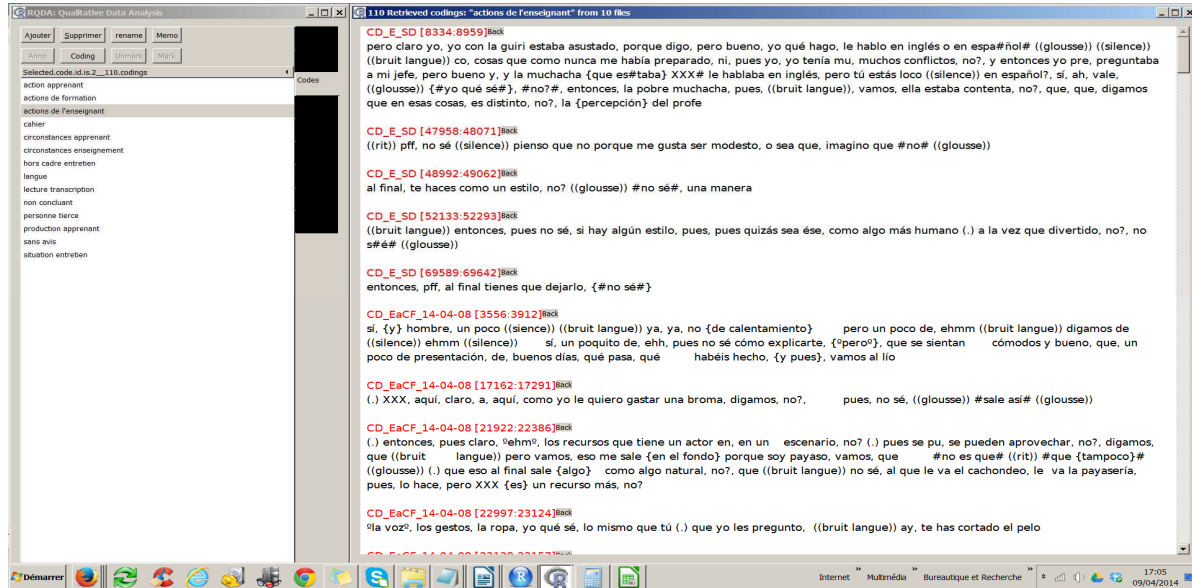 RQDA: Qualitative Data Analysis
Ajouter Supprimer rename Memo
Anno Coding Unmark Mark
Selected.code.id.is.2__110.codings
Codes
action apprenant
actions de formation
actions de l'enseignant
cahier
circonstances apprenant
circonstances enseignement
hors cadre entretien
langue
lecture transcription
non concluant
personne tierce
production apprenant
sans avis
situation entretien
110 Retrieved codings: "actions de l'enseignant" from 10 files
CD_E_SD [8334:8959]Back
pero claro yo, yo con la guiri estaba asustado, porque digo, pero bueno, yo qué hago, le hablo en inglés o en espa#ñol# ((glousse)) ((silence))
((bruit langue)) co, cosas que como nunca me había preparado, ni, pues yo, yo tenía mu, muchos conflictos, no?, y entonces yo pre, preguntaba
a mi jefe, pero bueno y, y la muchacha {que es#taba} XXX# le hablaba en inglés, pero tú estás loco ((silence)) en español?, sí, ah, vale,
((glousse)) {#yo qué sé#}, #no?#, entonces, la pobre muchacha, pues, ((bruit langue)), vamos, ella estaba contenta, no?, que, que, digamos
que en esas cosas, es distinto, no?, la {percepción} del profe
CD_E_SD [47958:48071]Back
((rit)) pff, no sé ((silence)) pienso que no porque me gusta ser modesto, o sea que, imagino que #no# ((glousse))
CD_E_SD [48992:49062]Back
al final, te haces como un estilo, no? ((glousse)) #no sé#, una manera
CD_E_SD [52133:52293]Back
((bruit langue)) entonces, pues no sé, si hay algún estilo, pues, pues quizás sea ése, como algo más humano (.) a la vez que divertido, no?, no
s#é# ((glousse))
CD_E_SD [69589:69642]Back
entonces, pff, al final tienes que dejarlo, {#no sé#}
CD_EaCF_14-04-08 [3556:3912]Back
sí, {y} hombre, un poco ((sience)) ((bruit langue)) ya, ya, no {de calentamiento} pero un poco de, ehmm ((bruit langue)) digamos de
((silence)) ehmm ((silence)) sí, un poquito de, ehh, pues no sé cómo explicarte, {ºperoº}, que se sientan cómodos y bueno, que, un
poco de presentación, de, buenos días, qué pasa, qué habéis hecho, {y pues}, vamos al lío
CD_EaCF_14-04-08 [17162:17291]Back
(.) XXX, aquí, claro, a, aquí, como yo le quiero gastar una broma, digamos, no?, pues, no sé, ((glousse)) #sale así# ((glousse))
CD_EaCF_14-04-08 [21922:22386]Back
(.) entonces, pues claro, ºehmº, los recursos que tiene un actor en, en un escenario, no? (.) pues se pu, se pueden aprovechar, no?, digamos,
que ((bruit langue)) pero vamos, eso me sale {en el fondo} porque soy payaso, vamos, que #no es que# ((rit)) #que {tampoco}#
((glousse)) (.) que eso al final sale {algo} como algo natural, no?, que ((bruit langue)) no sé, al que le va el cachondeo, le va la payasería,
pues, lo hace, pero XXX {es} un recurso más, no?
CD_EaCF_14-04-08 [22997:23124]Back
ºla vozº, los gestos, la ropa, yo qué sé, lo mismo que tú (.) que yo les pregunto, ((bruit langue)) ay, te has cortado el pelo
Démarrer
Internet » Multimédia » Bureautique et Recherche »
17:05
09/04/2014